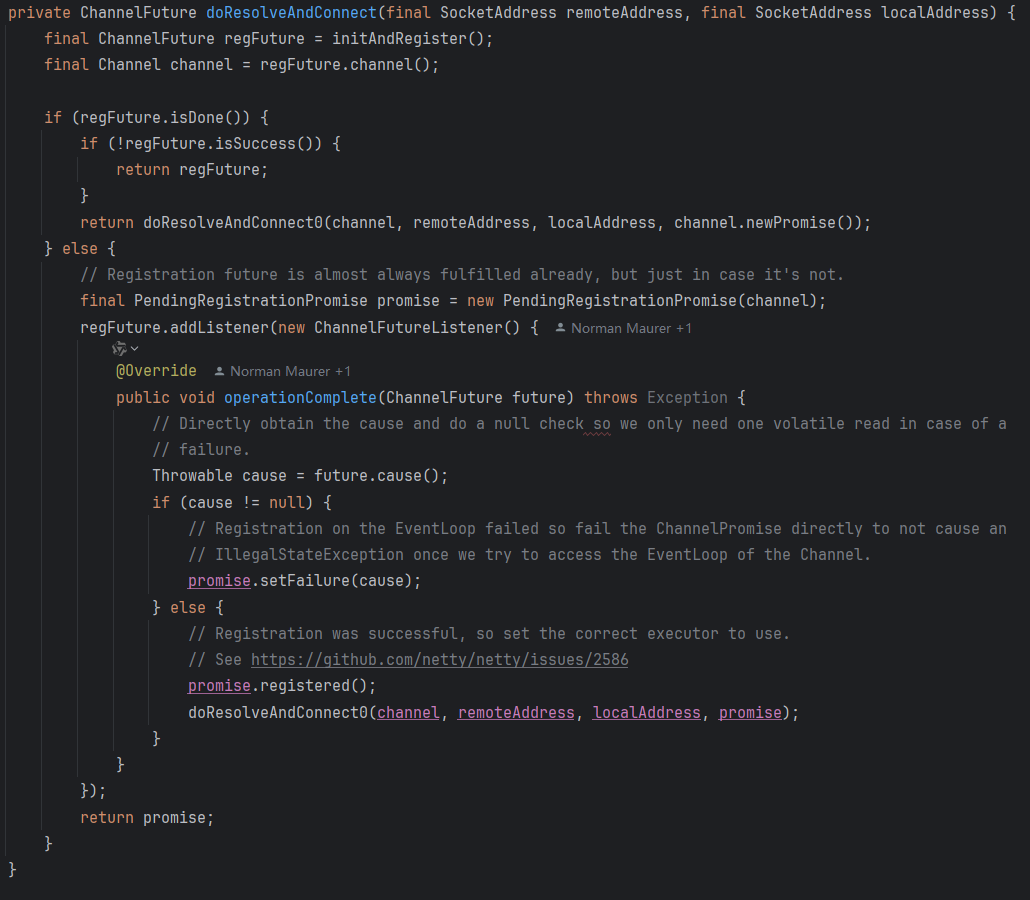 private ChannelFuture doResolveAndConnect(final SocketAddress remoteAddress, final SocketAddress localAddress) {
    final ChannelFuture regFuture = initAndRegister();
    final Channel channel = regFuture.channel();

    if (regFuture.isDone()) {
        if (!regFuture.isSuccess()) {
            return regFuture;
        }
        return doResolveAndConnect0(channel, remoteAddress, localAddress, channel.newPromise());
    } else {
        // Registration future is almost always fulfilled already, but just in case it's not.
        final PendingRegistrationPromise promise = new PendingRegistrationPromise(channel);
        regFuture.addListener(new ChannelFutureListener() { Norman Maurer +1
            @Override Norman Maurer +1
            public void operationComplete(ChannelFuture future) throws Exception {
                // Directly obtain the cause and do a null check so we only need one volatile read in case of a
                // failure.
                Throwable cause = future.cause();
                if (cause != null) {
                    // Registration on the EventLoop failed so fail the ChannelPromise directly to not cause an
                    // IllegalStateException once we try to access the EventLoop of the Channel.
                    promise.setFailure(cause);
                } else {
                    // Registration was successful, so set the correct executor to use.
                    // See https://github.com/netty/netty/issues/2586
                    promise.registered();
                    doResolveAndConnect0(channel, remoteAddress, localAddress, promise);
                }
            }
        });
        return promise;
    }
}